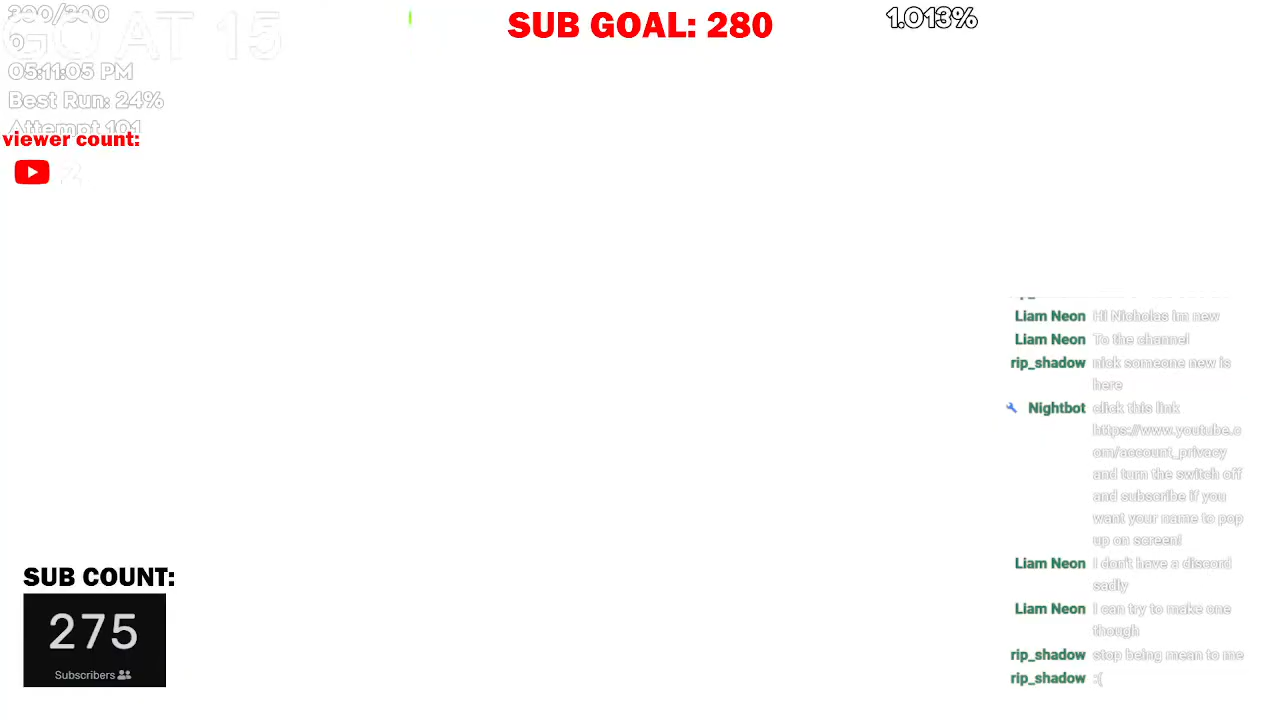 SUB GOAL: 280
1.013%
200/200
GOAT 15
0
05:11:05 PM
Best Run: 24%
Attempt 101
viewer count:
Liam Neon HI Nicholas im new
Liam Neon To the channel
rip_shadow nick someone new is
here
Nightbot click this link
https://www.youtube.c
om/account_privacy
and turn the switch off
and subscribe if you
want your name to pop
up on screen!
Liam Neon I don't have a discord
sadly
Liam Neon I can try to make one
though
rip_shadow stop being mean to me
rip_shadow :(
SUB COUNT:
275
Subscribers